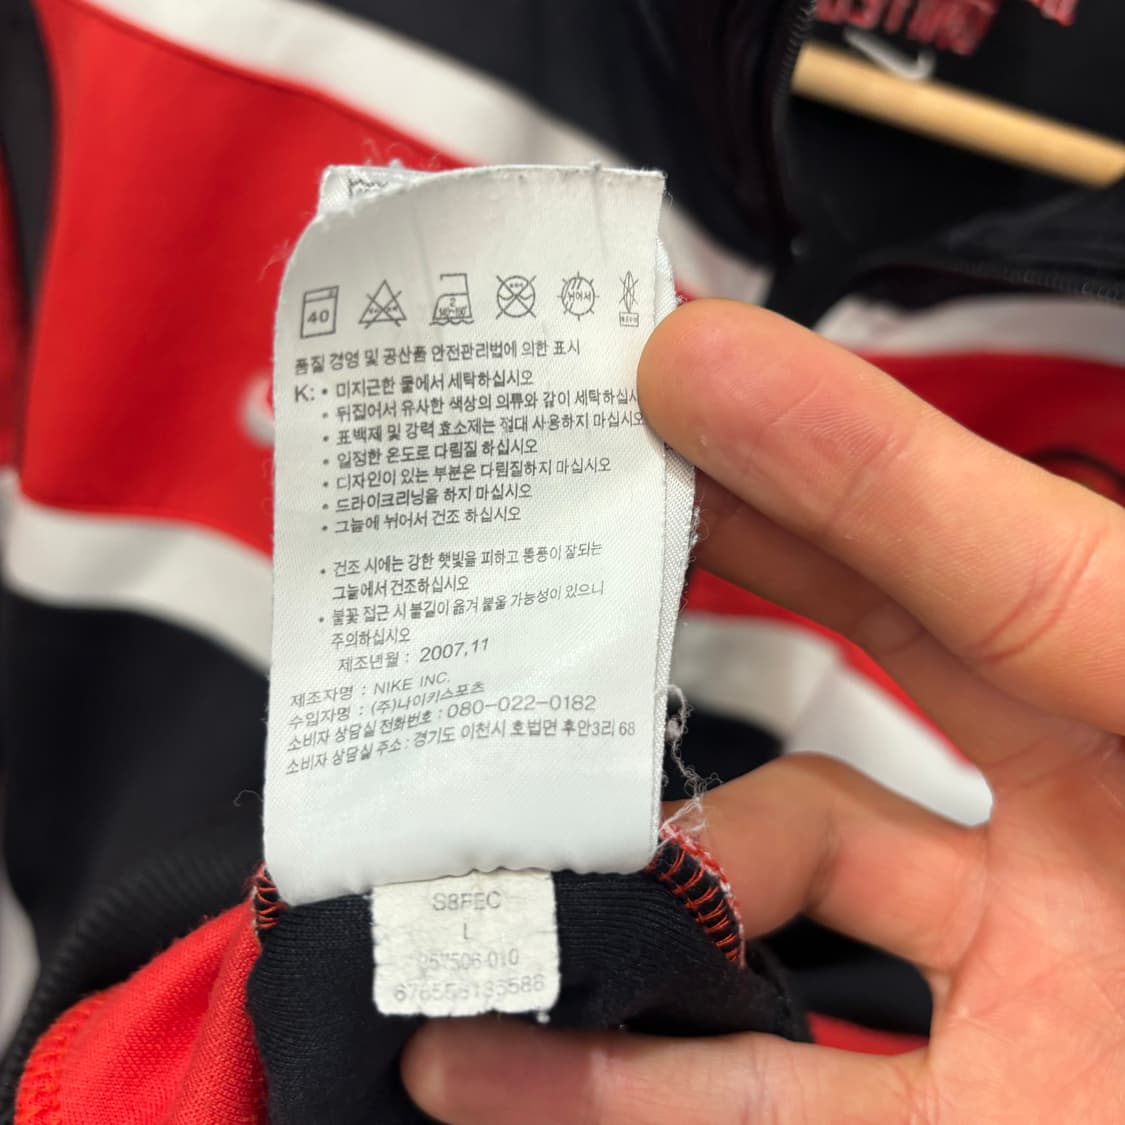 40
2
뉘어서
품질 경영 및 공산품 안전관리법에 의한 표시
K: • 미지근한 물에서 세탁하십시오
• 뒤집어서 유사한 색상의 의류와 같이 세탁하십시
• 표백제 및 강력 효소제는 절대 사용하지 마십시오
• 일정한 온도로 다림질 하십시오
• 디자인이 있는 부분은 다림질하지 마십시오
• 드라이크리닝을 하지 마십시오
• 그늘에 뉘어서 건조 하십시오
• 건조 시에는 강한 햇빛을 피하고 통풍이 잘되는
그늘에서 건조하십시오
• 불꽃 접근 시 불길이 옮겨 붙을 가능성이 있으니
주의하십시오
제조년월 : 2007,11
제조자명 : NIKE INC.
수입자명 : (주)나이키스포츠
소비자 상담실 전화번호 : 080-022-0182
소비자 상담실 주소 : 경기도 이천시 호법면 후안3리 68
L